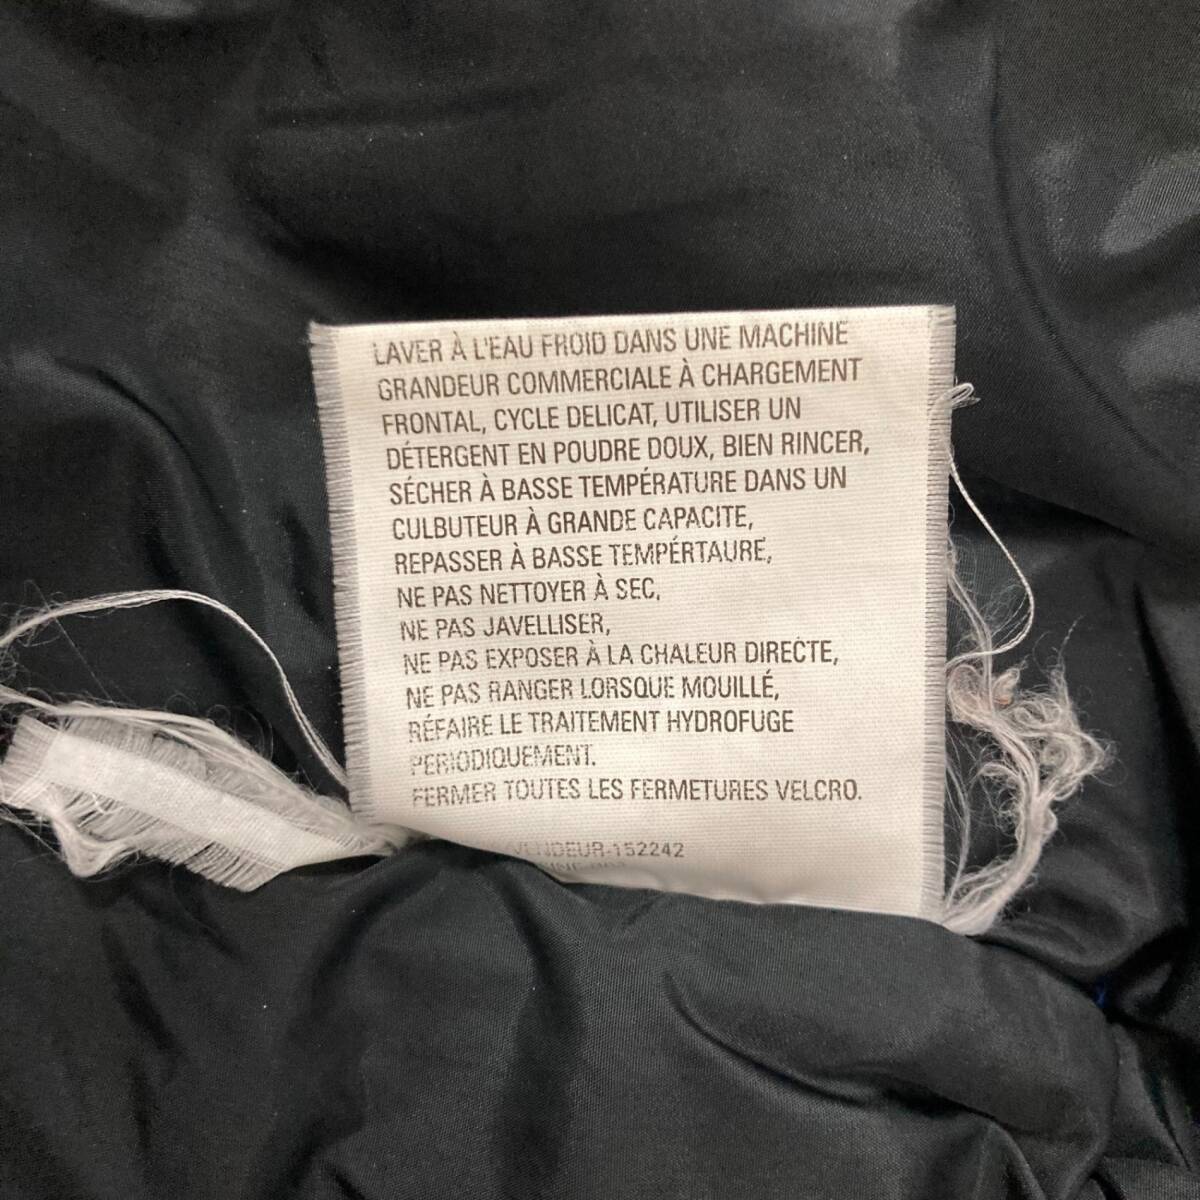 LAVER À L'EAU FROID DANS UNE MACHINE
GRANDEUR COMMERCIALE À CHARGEMENT
FRONTAL, CYCLE DELICAT, UTILISER UN
DÉTERGENT EN POUDRE DOUX, BIEN RINCER,
SÉCHER À BASSE TEMPÉRATURE DANS UN
CULBUTEUR À GRANDE CAPACITE,
REPASSER À BASSE TEMPÉRTAURE,
NE PAS NETTOYER À SEC,
NE PAS JAVELLISER,
NE PAS EXPOSER À LA CHALEUR DIRECTE,
NE PAS RANGER LORSQUE MOUILLÉ,
RÉFAIRE LE TRAITEMENT HYDROFUGE
PERIODIQUEMENT.
FERMER TOUTES LES FERMETURES VELCRO.
/VENDEUR-152242